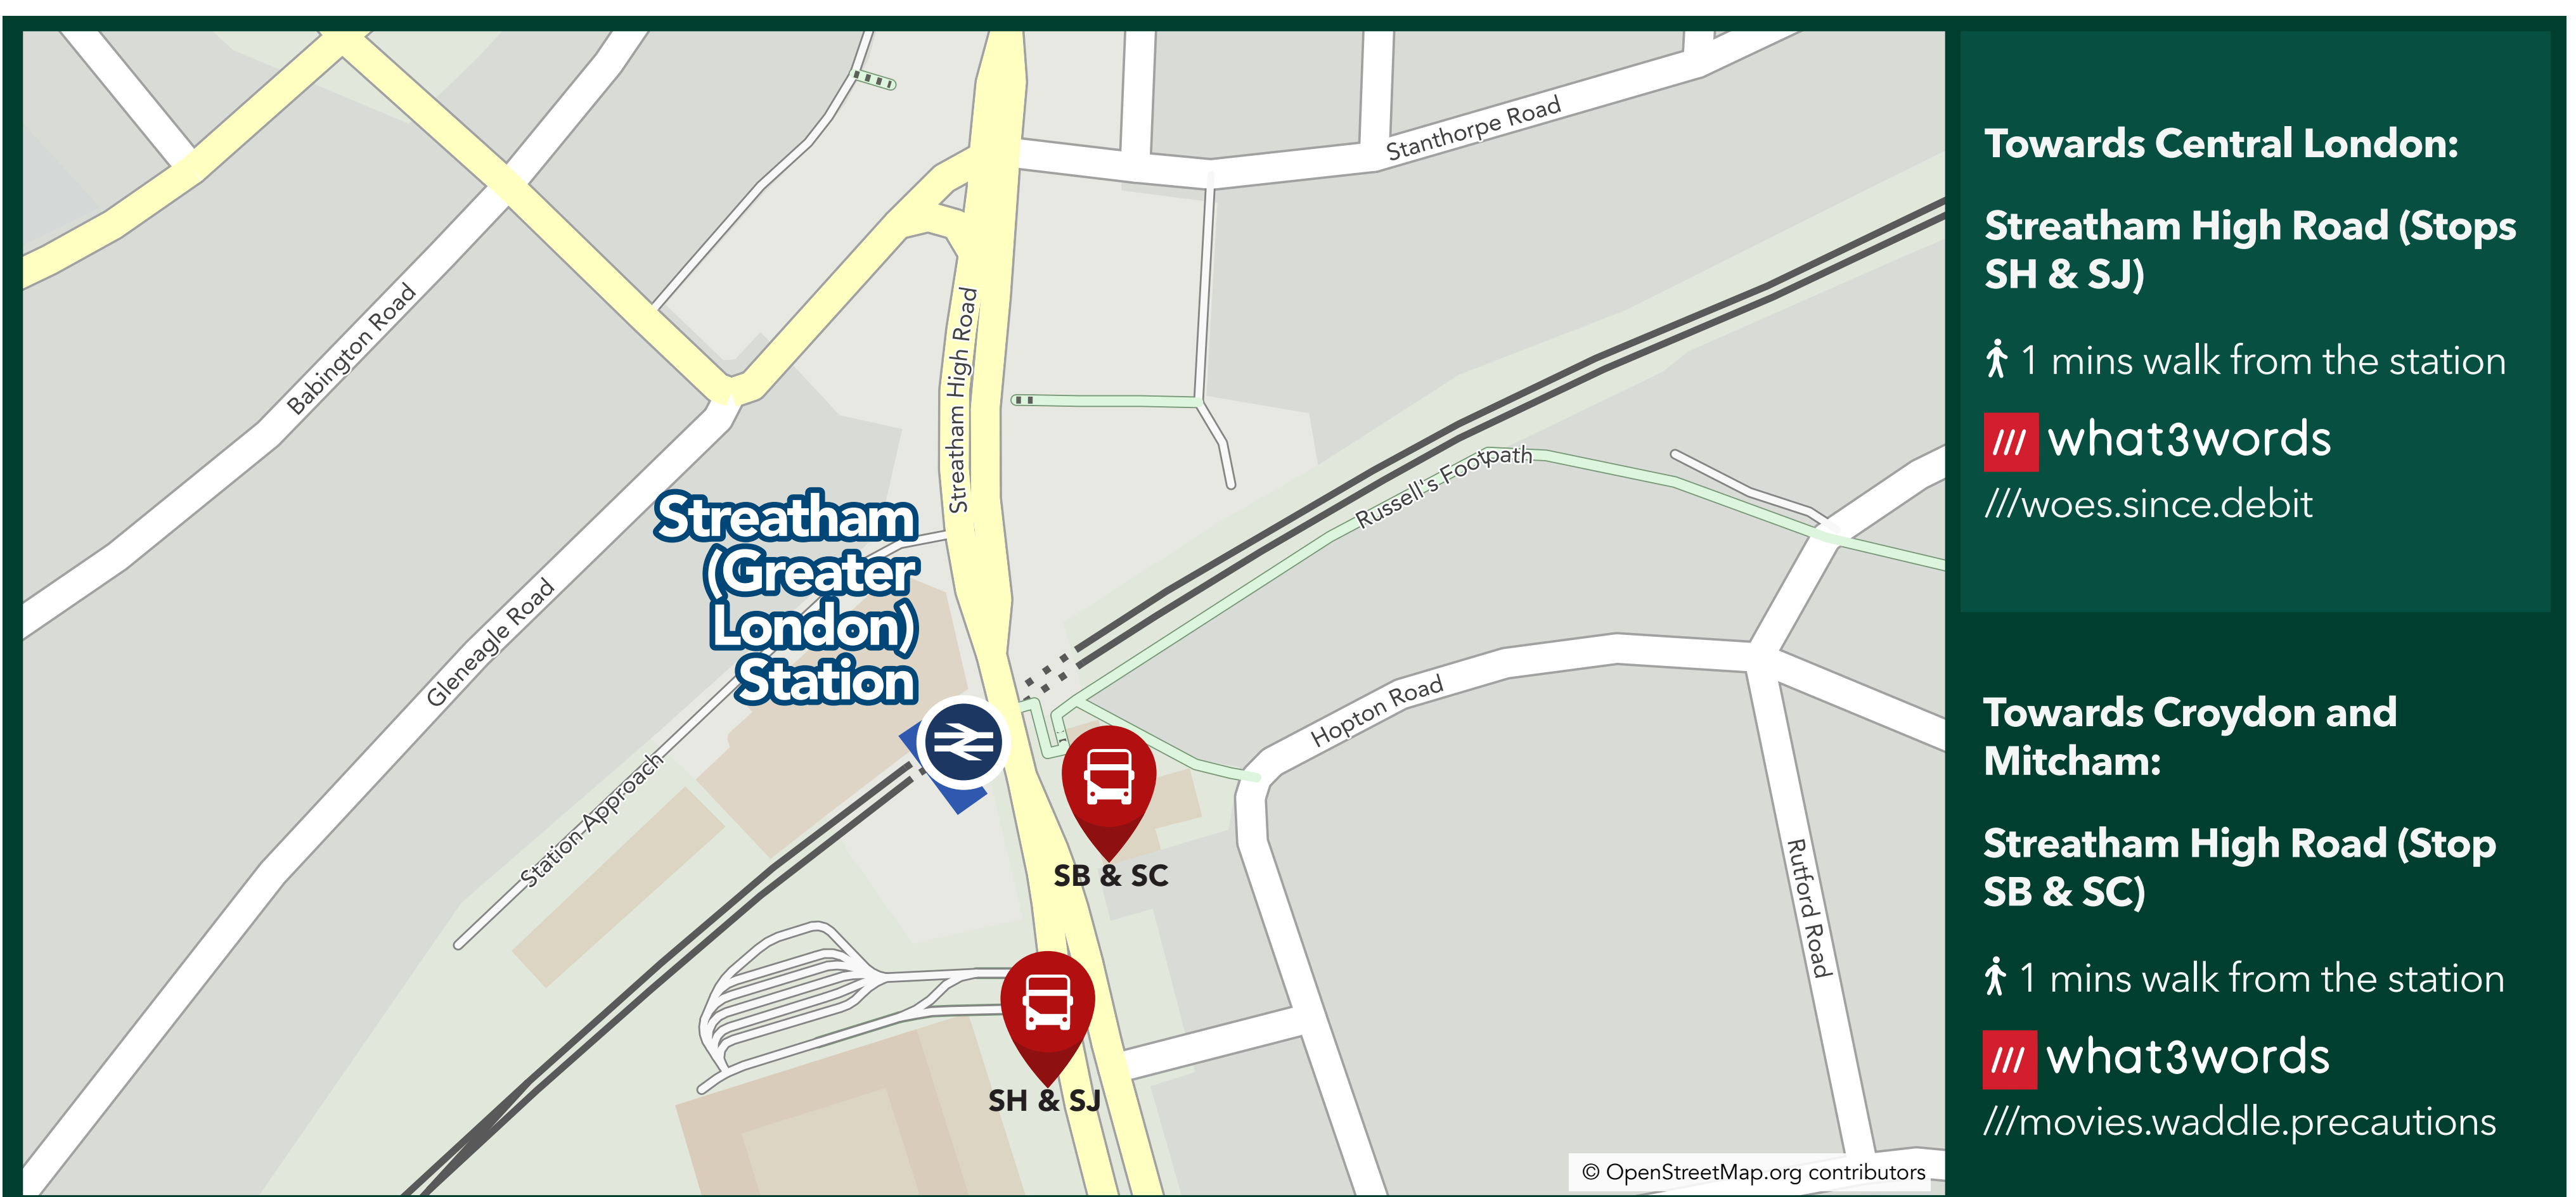 Stanthorpe Road
Babington Road
Streatham High Road
Russell's Footpath
Streatham
(Greater
London)
Station
Gleneagle Road
Hopton Road
Station Approach
SB & SC
Rutford Road
SH & SJ
© OpenStreetMap.org contributors
Towards Central London:
Streatham High Road (Stops
SH & SJ)
1 mins walk from the station
/// what3words
///woes.since.debit
Towards Croydon and
Mitcham:
Streatham High Road (Stop
SB & SC)
1 mins walk from the station
/// what3words
///movies.waddle.precautions